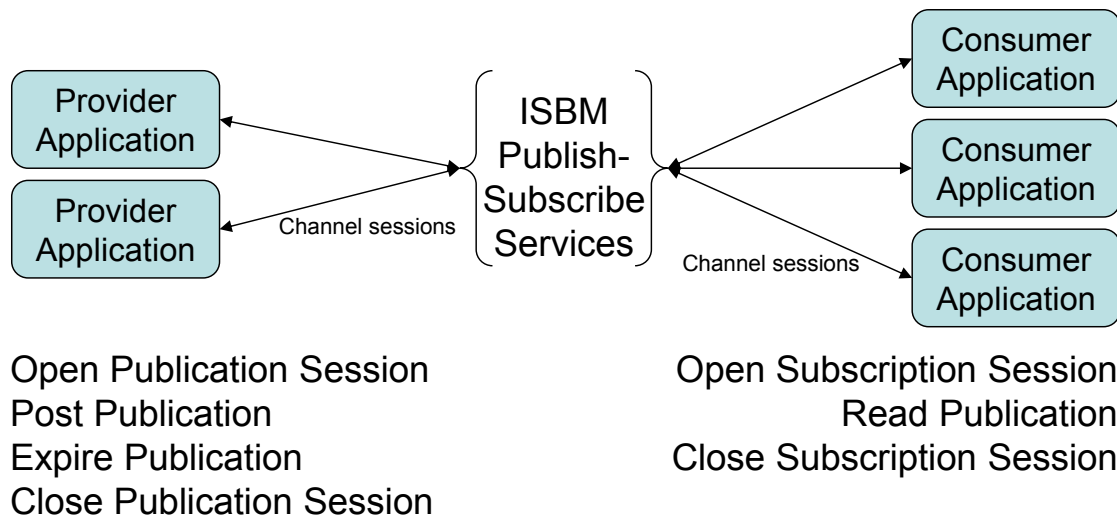 Provider
Application
Provider
Application
Channel sessions
ISBM
Publish-
Subscribe
Services
Channel sessions
Consumer
Application
Consumer
Application
Consumer
Application
Open Publication Session
Post Publication
Expire Publication
Close Publication Session
Open Subscription Session
Read Publication
Close Subscription Session